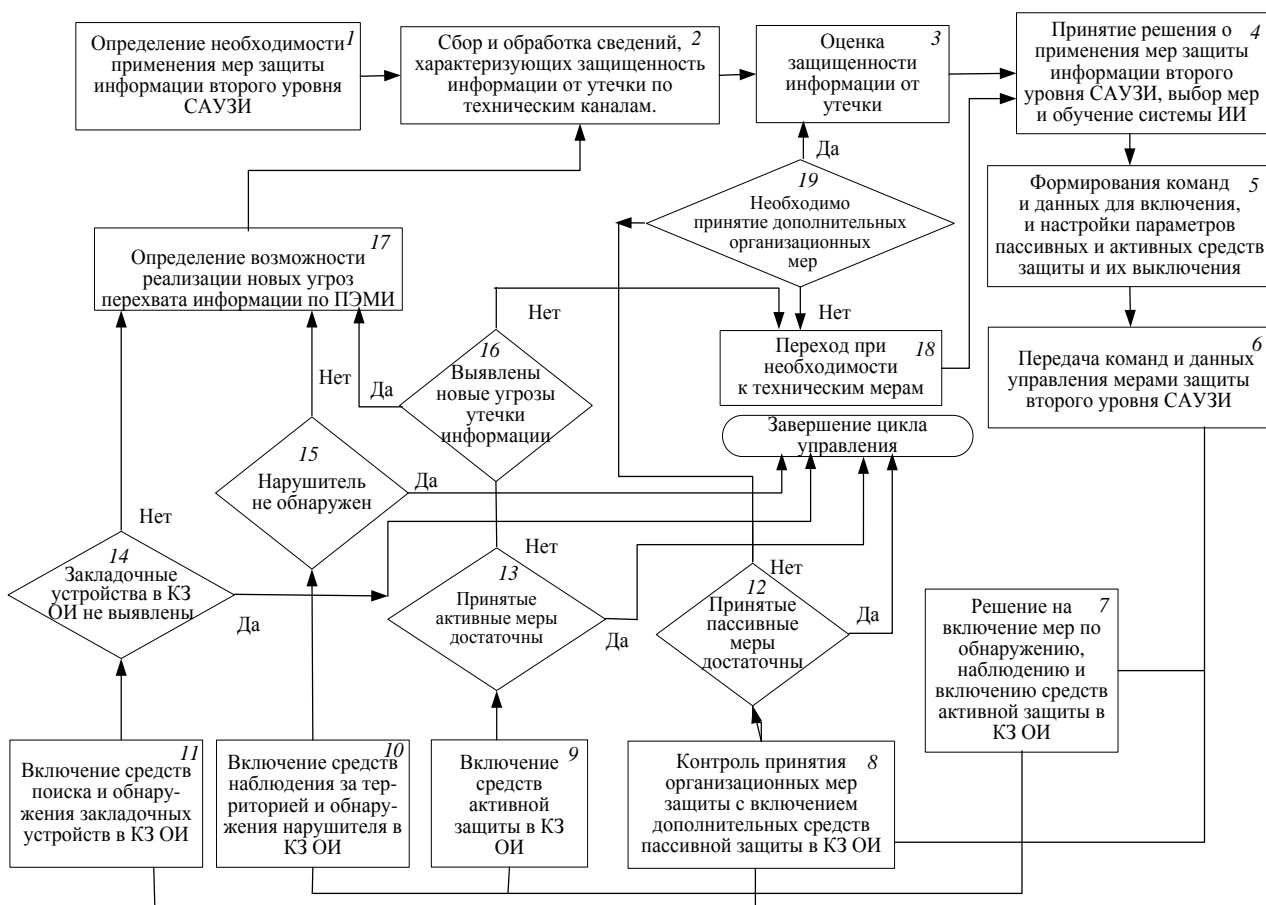 1
Определение необходимости
применения мер защиты
информации второго уровня
САУЗИ
2
Сбор и обработка сведений,
характеризующих защищенность
информации от утечки по
техническим каналам.
3
Оценка
защищенности
информации от
утечки
4
Принятие решения о
применения мер защиты
информации второго
уровня САУЗИ, выбор мер
и обучение системы ИИ
Да
19
Необходимо
принятие дополнительных
организационных
мер
5
Формирования команд
и данных для включения,
и настройки параметров
пассивных и активных средств
защиты и их выключения
17
Определение возможности
реализации новых угроз
перехвата информации по ПЭМИ
Нет
Нет
18
Переход при
необходимости
к техническим мерам
6
Передача команд и данных
управления мерами защиты
второго уровня САУЗИ
16
Выявлены
новые угрозы
утечки
информации
Нет
Да
Завершение цикла
управления
15
Нарушитель
не обнаружен
Да
Нет
14
Закладочные
устройства в КЗ
ОИ не выявлены
Да
Нет
13
Принятые
активные меры
достаточны
Да
Нет
12
Принятые
пассивные
меры
достаточны
Да
7
Решение на
включение мер по
обнаружению,
наблюдению и
включению средств
активной защиты в
КЗ ОИ
11
Включение средств
поиска и обнару-
жения закладочных
устройств в КЗ ОИ
10
Включение средств
наблюдения за тер-
риторией и обнару-
жения нарушителя в
КЗ ОИ
9
Включение
средств
активной
защиты в КЗ
ОИ
8
Контроль принятия
организационных мер
защиты с включением
дополнительных средств
пассивной защиты в КЗ ОИ